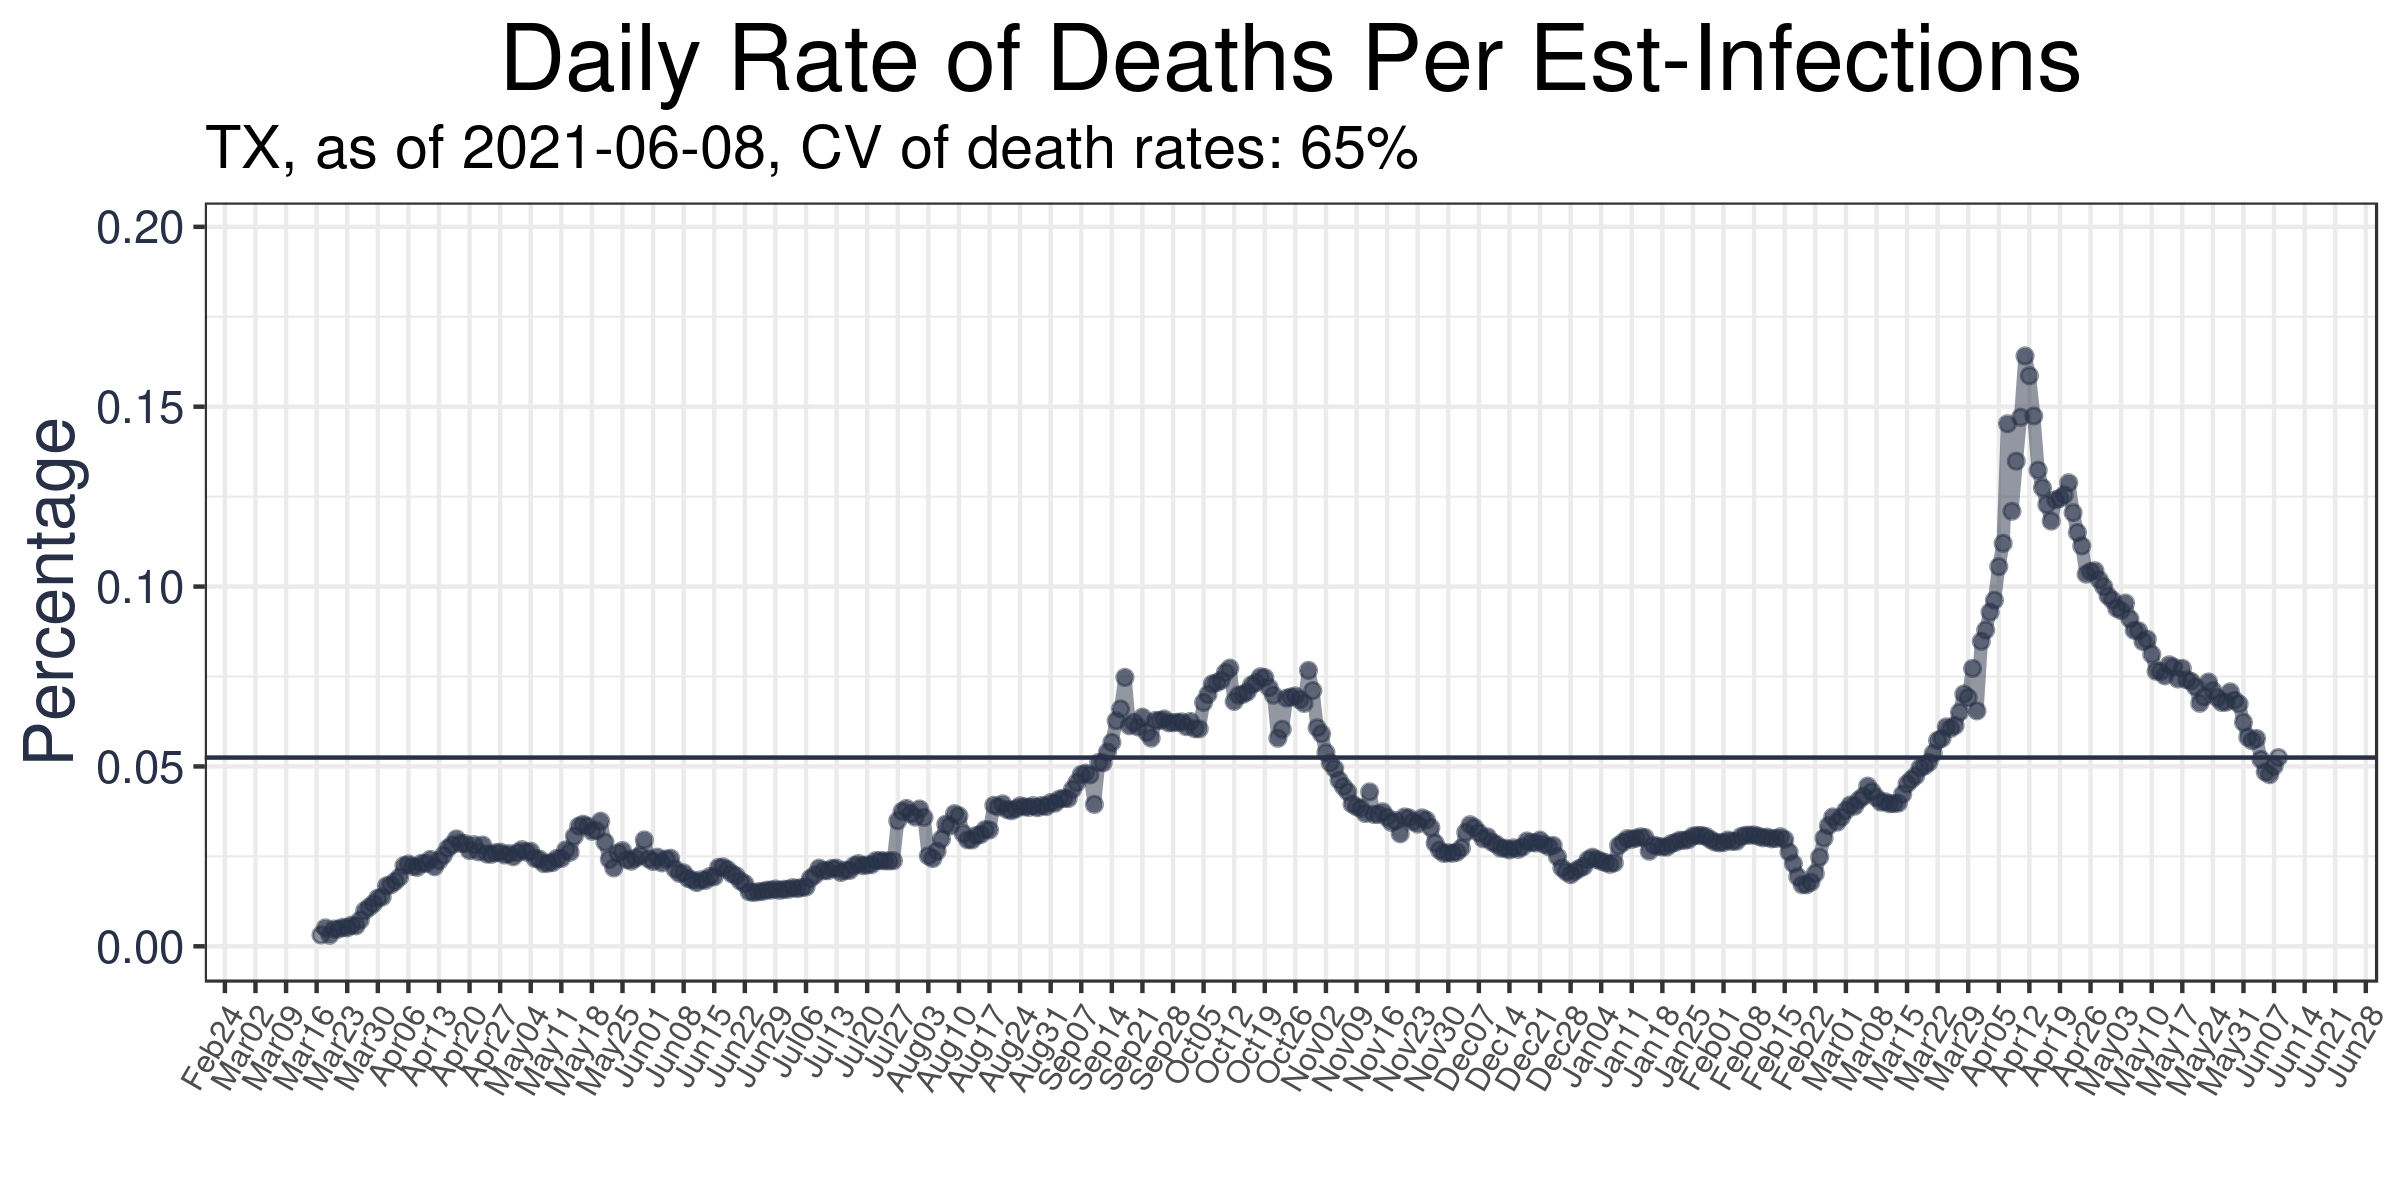 Daily Rate of Deaths Per Est-Infections
TX, as of 2021-06-08, CV of death rates: 65%
Percentage
0.20
0.15
0.10
0.05
0.00
Feb24
Mar02
Mar09
Mar16
Mar23
Mar30
Apr06
Apr13
Apr20
Apr27
May04
May11
May18
May25
Jun01
Jun08
Jun15
Jun22
Jun29
Jul06
Jul13
Jul20
Jul27
Aug03
Aug10
Aug17
Aug24
Aug31
Sep07
Sep14
Sep21
Sep28
Oct05
Oct12
Oct19
Oct26
Nov02
Nov09
Nov16
Nov23
Nov30
Dec07
Dec14
Dec21
Dec28
Jan04
Jan11
Jan18
Jan25
Feb01
Feb08
Feb15
Feb22
Mar01
Mar08
Mar15
Mar22
Mar29
Apr05
Apr12
Apr19
Apr26
May03
May10
May17
May24
May31
Jun07
Jun14
Jun21
Jun28